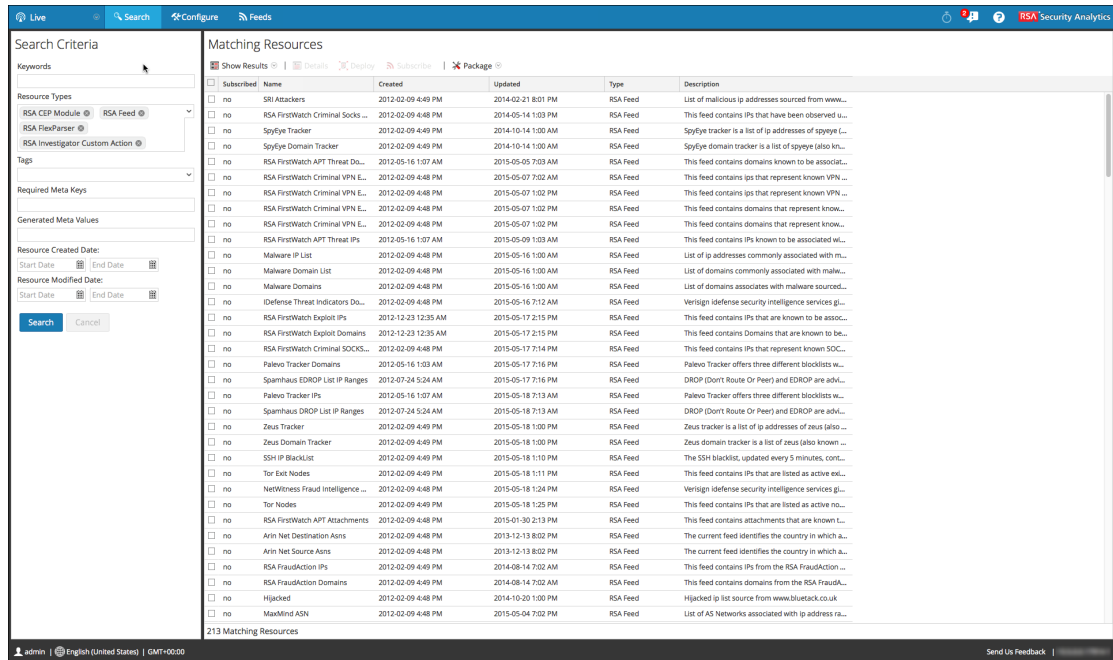 Live Search Configure Feeds 2 ? RSA Security Analytics
Search Criteria
Keywords
Resource Types
RSA CEP Module RSA Feed
RSA FlexParser
RSA Investigator Custom Action
Tags
Required Meta Keys
Generated Meta Values
Resource Created Date:
Start Date End Date
Resource Modified Date:
Start Date End Date
Search Cancel
Matching Resources
Show Results | Details Deploy Subscribe | Package
Subscribed Name Created Updated Type Description
no SRI Attackers 2012-02-09 4:49 PM 2014-02-21 8:01 PM RSA Feed List of malicious ip addresses sourced from www...
no RSA FirstWatch Criminal Socks ... 2012-02-09 4:49 PM 2014-05-14 1:03 PM RSA Feed This feed contains IPs that have been observed u...
no SpyEye Tracker 2012-02-09 4:49 PM 2014-10-14 1:00 AM RSA Feed SpyEye tracker is a list of ip addresses of spyeye (...
no SpyEye Domain Tracker 2012-02-09 4:49 PM 2014-10-14 1:00 AM RSA Feed SpyEye domain tracker is a list of spyeye (also kn...
no RSA FirstWatch APT Threat Do... 2012-05-16 1:07 AM 2015-05-05 7:03 AM RSA Feed This feed contains domains known to be associat...
no RSA FirstWatch Criminal VPN E... 2012-02-09 4:48 PM 2015-05-07 7:02 AM RSA Feed This feed contains ips that represent known VPN ...
no RSA FirstWatch Criminal VPN E... 2012-02-09 4:48 PM 2015-05-07 1:02 PM RSA Feed This feed contains ips that represent known VPN ...
no RSA FirstWatch Criminal VPN E... 2012-02-09 4:48 PM 2015-05-07 1:02 PM RSA Feed This feed contains domains that represent know...
no RSA FirstWatch Criminal VPN E... 2012-02-09 4:48 PM 2015-05-07 1:02 PM RSA Feed This feed contains domains that represent know...
no RSA FirstWatch APT Threat IPs 2012-05-16 1:07 AM 2015-05-09 1:03 AM RSA Feed This feed contains IPs known to be associated wi...
no Malware IP List 2012-02-09 4:48 PM 2015-05-16 1:00 AM RSA Feed List of ip addresses commonly associated with m...
no Malware Domain List 2012-02-09 4:48 PM 2015-05-16 1:00 AM RSA Feed List of domains commonly associated with malw...
no Malware Domains 2012-02-09 4:48 PM 2015-05-16 1:00 AM RSA Feed List of domains associates with malware sourced...
no IDefense Threat Indicators Do... 2012-02-09 4:48 PM 2015-05-16 7:12 AM RSA Feed Verisign idefense security intelligence services gi...
no RSA FirstWatch Exploit IPs 2012-12-23 12:35 AM 2015-05-17 2:15 PM RSA Feed This feed contains IPs that are known to be assoc...
no RSA FirstWatch Exploit Domains 2012-12-23 12:35 AM 2015-05-17 2:15 PM RSA Feed This feed contains Domains that are known to be...
no RSA FirstWatch Criminal SOCKS... 2012-02-09 4:48 PM 2015-05-17 7:14 PM RSA Feed This feed contains IPs that represent known SOC...
no Palevo Tracker Domains 2012-05-16 1:03 AM 2015-05-17 7:16 PM RSA Feed Palevo Tracker offers three different blocklists w...
no Spamhaus EDROP List IP Ranges 2012-07-24 5:24 AM 2015-05-17 7:16 PM RSA Feed DROP (Don't Route Or Peer) and EDROP are advi...
no Palevo Tracker IPs 2012-05-16 1:07 AM 2015-05-18 7:13 AM RSA Feed Palevo Tracker offers three different blocklists w...
no Spamhaus DROP List IP Ranges 2012-07-24 5:24 AM 2015-05-18 7:13 AM RSA Feed DROP (Don't Route Or Peer) and EDROP are advi...
no Zeus Tracker 2012-02-09 4:49 PM 2015-05-18 1:00 PM RSA Feed Zeus tracker is a list of ip addresses of zeus (also ...
no Zeus Domain Tracker 2012-02-09 4:49 PM 2015-05-18 1:00 PM RSA Feed Zeus domain tracker is a list of zeus (also known ...
no SSH IP BlackList 2012-02-09 4:49 PM 2015-05-18 1:10 PM RSA Feed The SSH blacklist, updated every 5 minutes, cont...
no Tor Exit Nodes 2012-02-09 4:49 PM 2015-05-18 1:11 PM RSA Feed This feed contains IPs that are listed as active exi...
no NetWitness Fraud Intelligence ... 2012-02-09 4:48 PM 2015-05-18 1:24 PM RSA Feed Verisign idefense security intelligence services gi...
no Tor Nodes 2012-02-09 4:49 PM 2015-05-18 1:25 PM RSA Feed This feed contains IPs that are listed as active no...
no RSA FirstWatch APT Attachments 2012-02-09 4:48 PM 2015-01-30 2:13 PM RSA Feed This feed contains attachments that are known t...
no Arin Net Destination Asns 2012-02-09 4:48 PM 2013-12-13 8:02 PM RSA Feed The current feed identifies the country in which a...
no Arin Net Source Asns 2012-02-09 4:48 PM 2013-12-13 8:02 PM RSA Feed The current feed identifies the country in which a...
no RSA FraudAction IPs 2012-02-09 4:49 PM 2014-08-14 7:02 AM RSA Feed This feed contains IPs from the RSA FraudAction ...
no RSA FraudAction Domains 2012-02-09 4:49 PM 2014-08-14 7:02 AM RSA Feed This feed contains domains from the RSA FraudA...
no Hijacked 2012-02-09 4:48 PM 2014-10-20 1:00 PM RSA Feed Hijacked ip list source from www.bluetack.co.uk
no MaxMind ASN 2012-02-09 4:48 PM 2015-05-04 7:02 PM RSA Feed List of AS Networks associated with ip address ra...
213 Matching Resources
admin | English (United States) | GMT+00:00 Send Us Feedback |